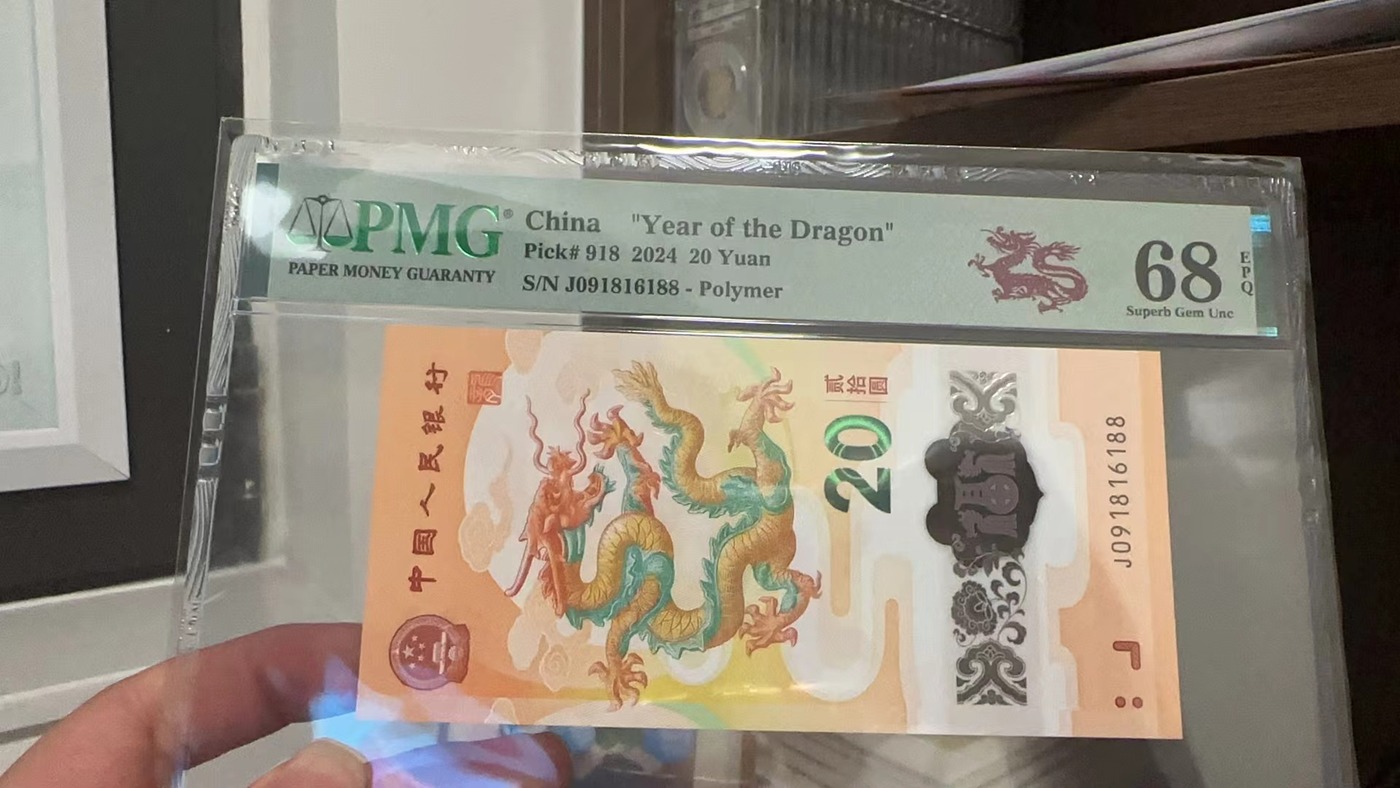 PMG®
PAPER MONEY GUARANTY
China "Year of the Dragon"
Pick# 918 2024 20 Yuan
S/N J091816188 - Polymer
68
EPQ
Superb Gem Unc
中国人民银行
贰拾圆
20
J091816188